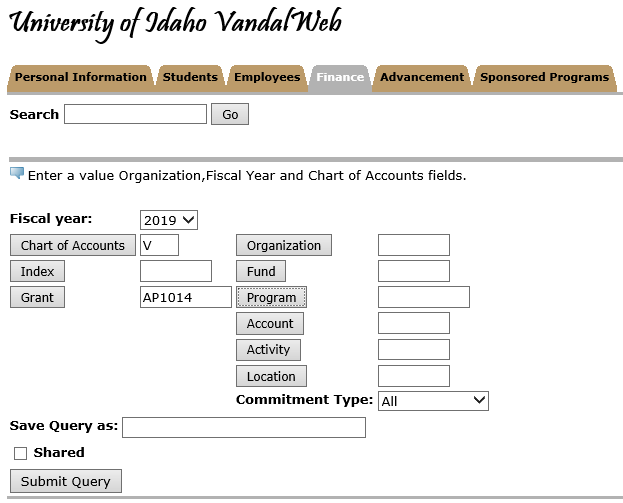 University of Idaho VandalWeb
Personal Information Students Employees Finance Advancement Sponsored Programs
Search Go
Enter a value Organization,Fiscal Year and Chart of Accounts fields.
Fiscal year: 2019
Chart of Accounts V Organization
Index Fund
Grant AP1014 Program
Account
Activity
Location
Commitment Type: All
Save Query as:
Shared
Submit Query